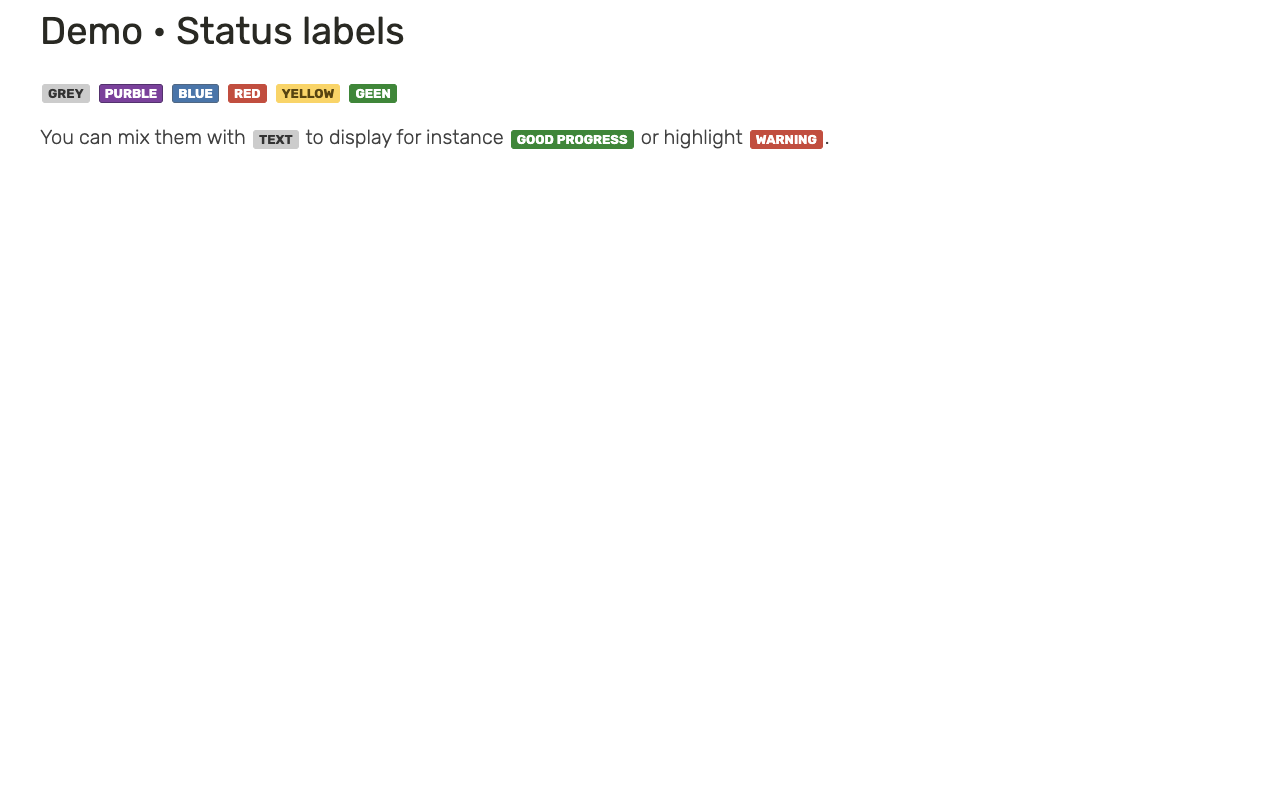 Demo • Status labels
GREY PURBLE BLUE RED YELLOW GEEN
You can mix them with TEXT to display for instance GOOD PROGRESS or highlight WARNING.